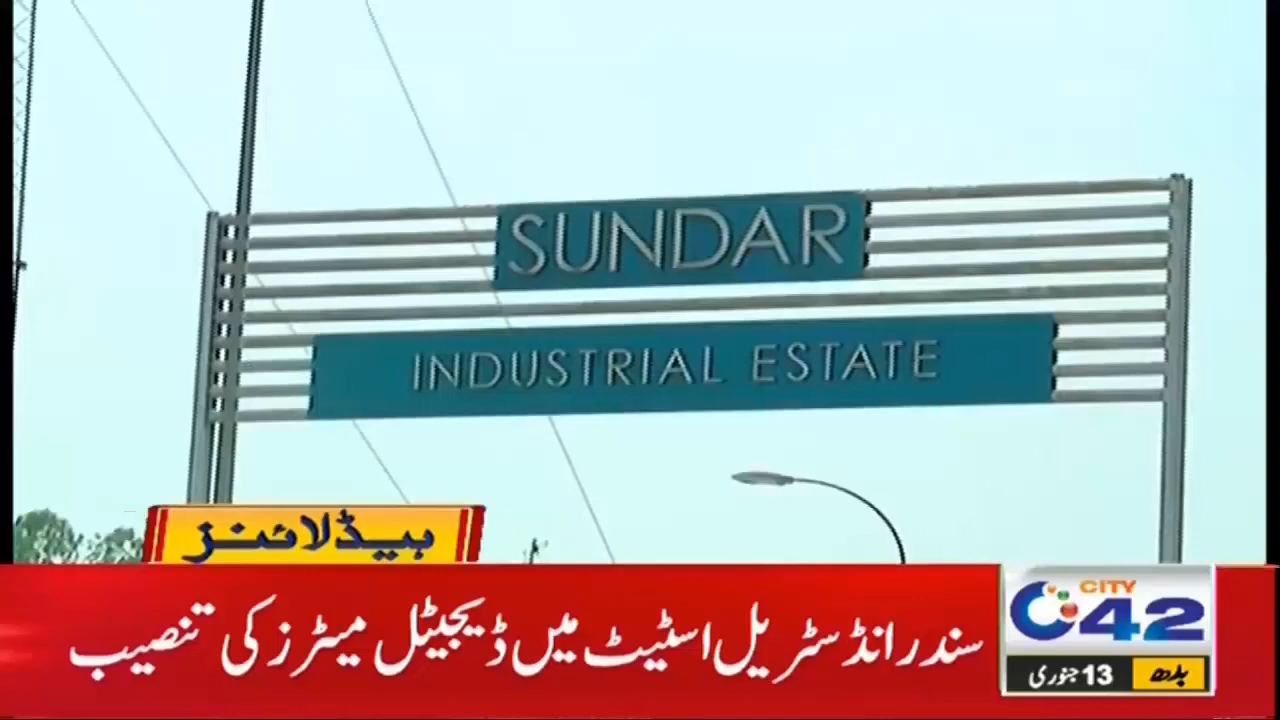 SUNDAR
INDUSTRIAL ESTATE
ہیڈلائنز
سندر انڈسٹریل اسٹیٹ میں ڈیجیٹل میٹرز کی تنصیب
CITY
42
بدھ 13 جنوری